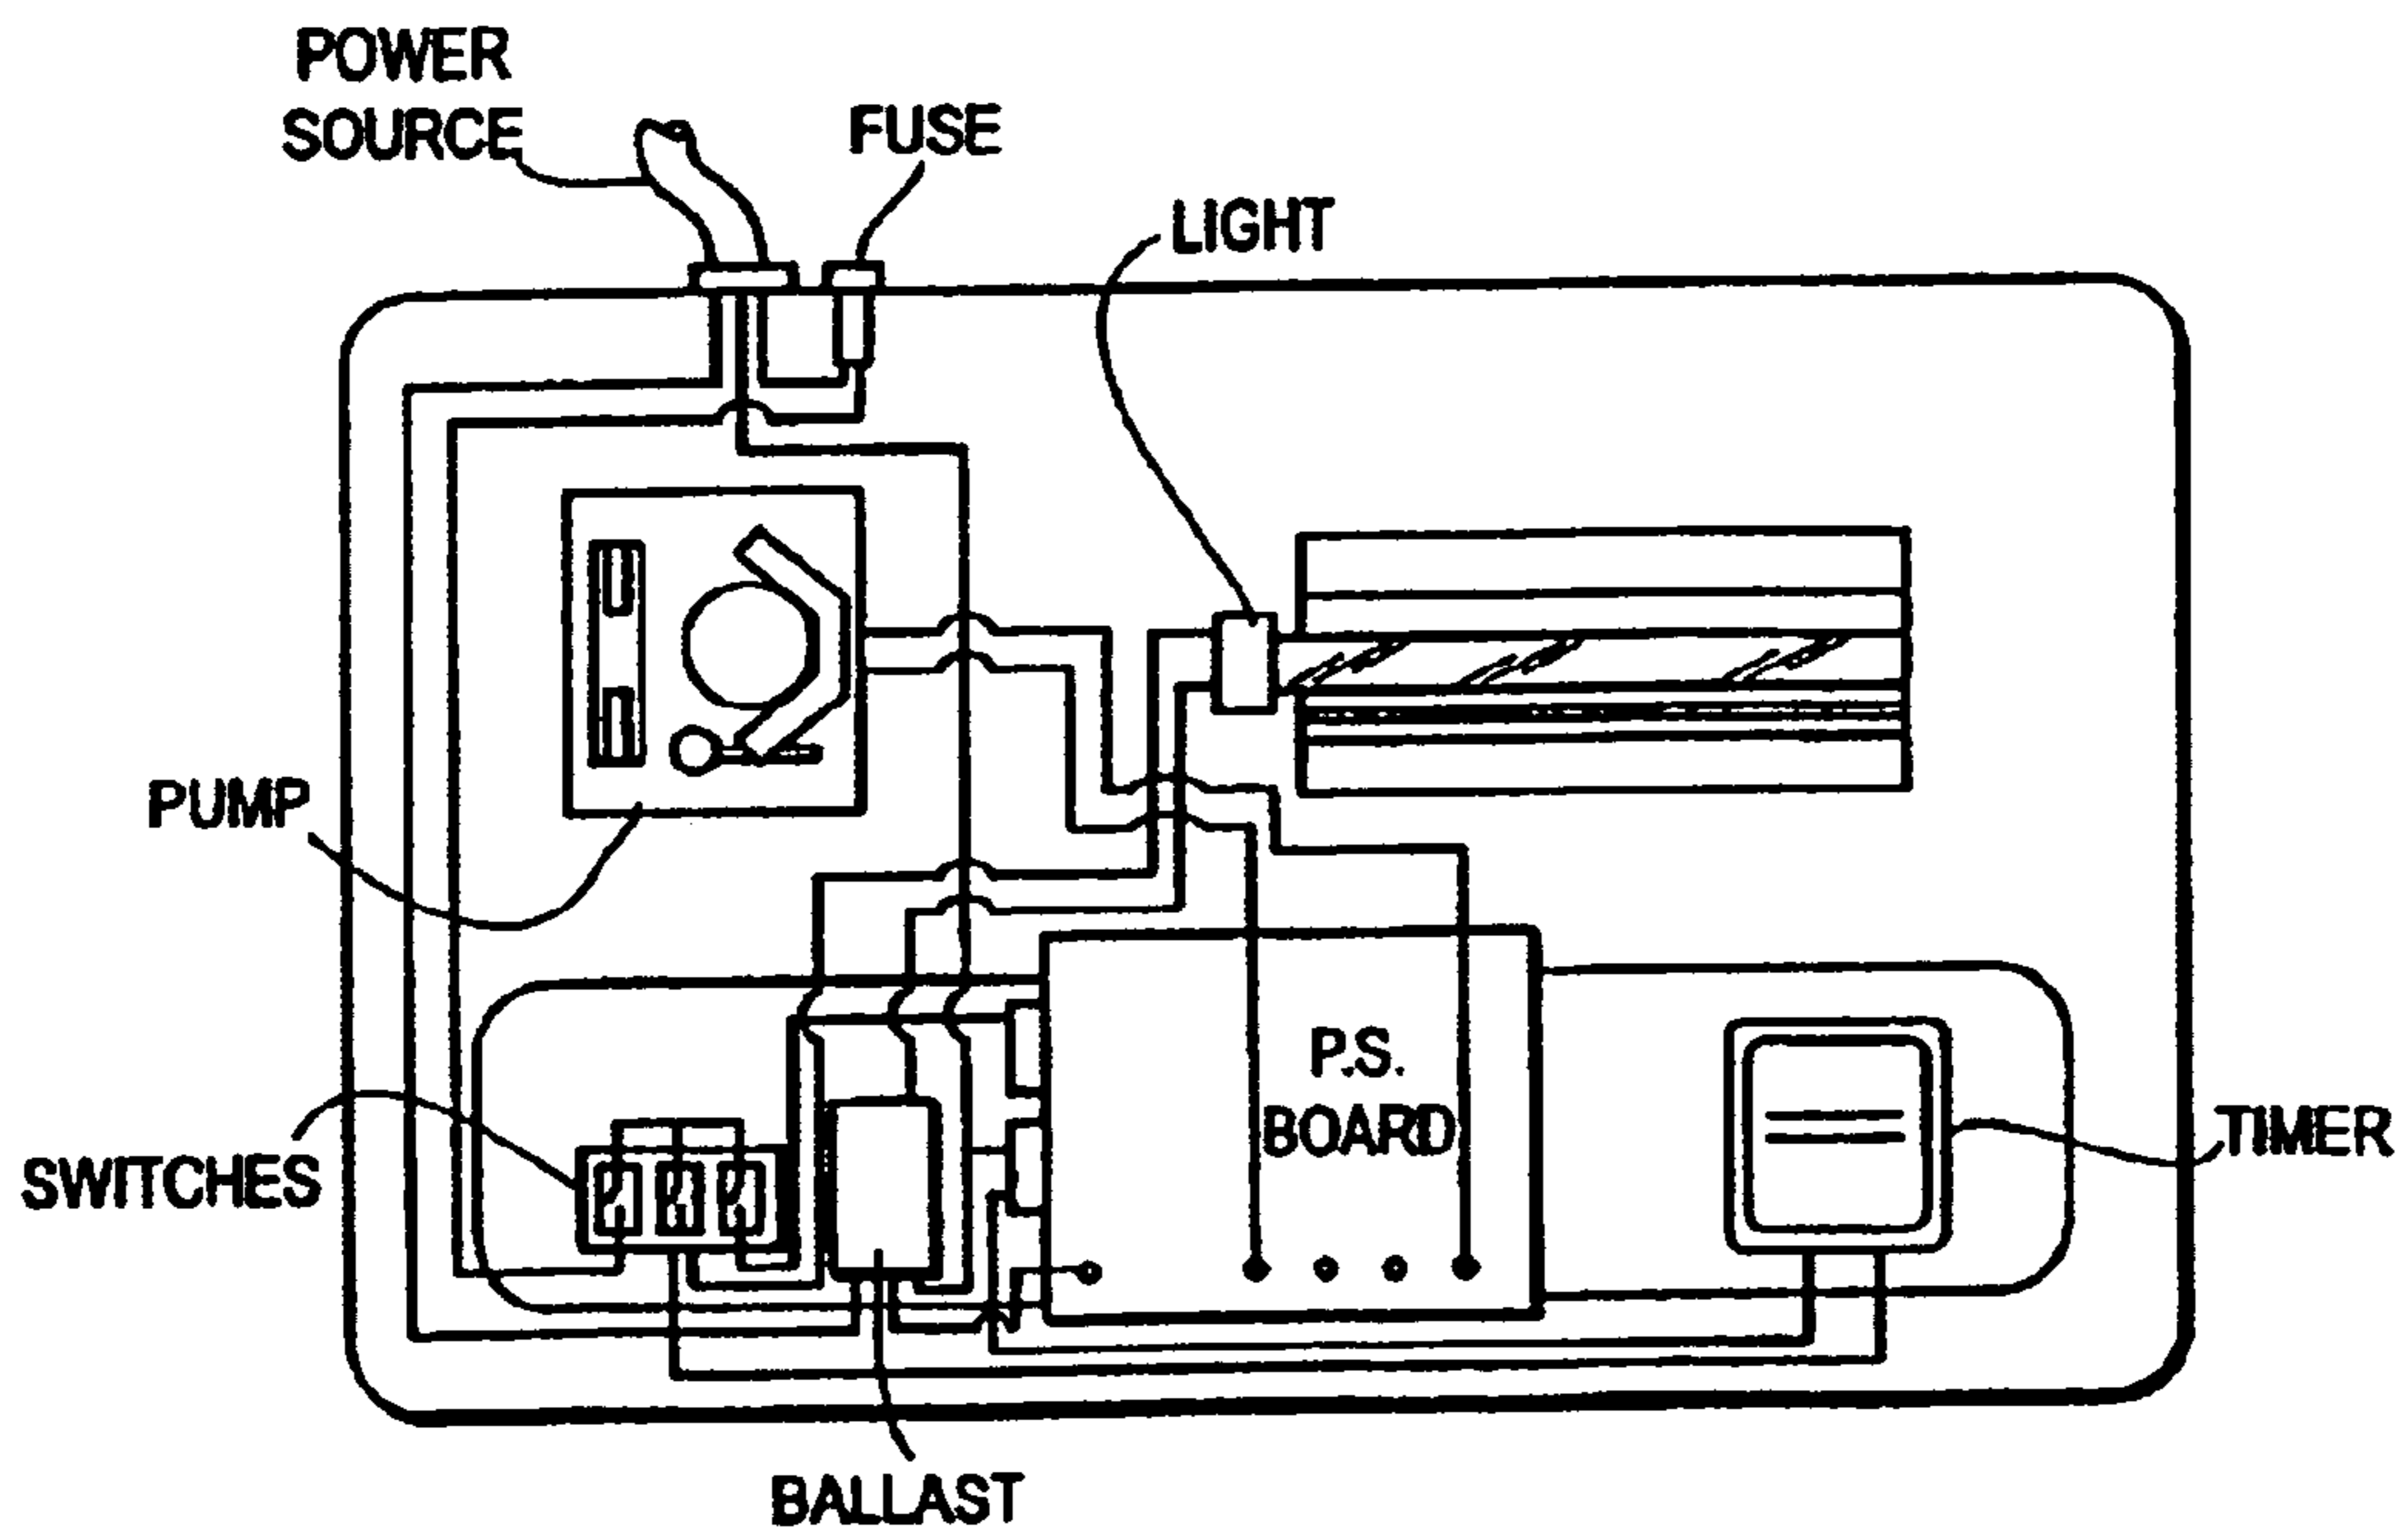 POWER
SOURCE
FUSE
LIGHT
PUMP
P.S.
BOARD
TIMER
SWITCHES
BALLAST